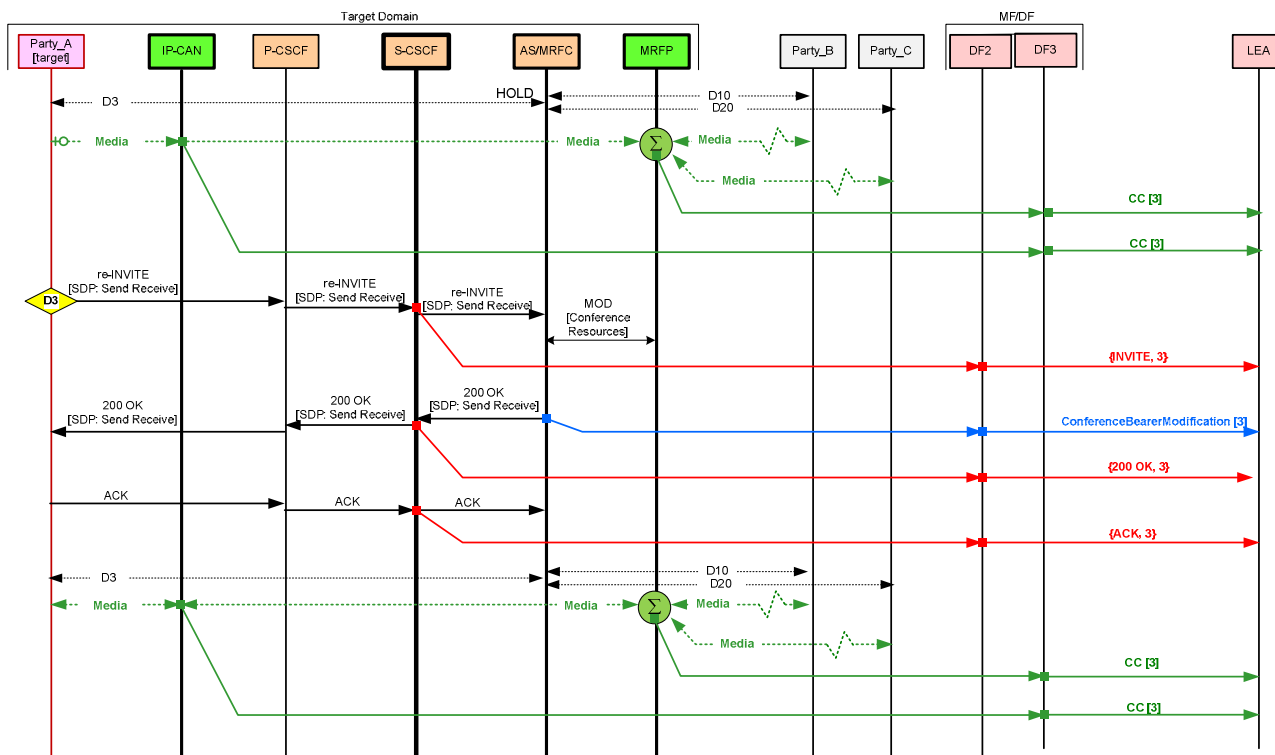 Target Domain
MF/DF
Party_A
[target]
IP-CAN
P-CSCF
S-CSCF
AS/MRFC
MRFP
Party_B
Party_C
DF2
DF3
LEA
D3
HOLD
D10
D20
Media
Media
Σ
Media
Media
CC [3]
CC [3]
D3
re-INVITE
[SDP: Send Receive]
re-INVITE
[SDP: Send Receive]
re-INVITE
[SDP: Send Receive]
MOD
[Conference
Resources]
{INVITE, 3}
200 OK
[SDP: Send Receive]
200 OK
[SDP: Send Receive]
200 OK
[SDP: Send Receive]
ConferenceBearerModification [3]
{200 OK, 3}
ACK
ACK
ACK
{ACK, 3}
D3
D10
D20
Media
Media
Σ
Media
Media
CC [3]
CC [3]